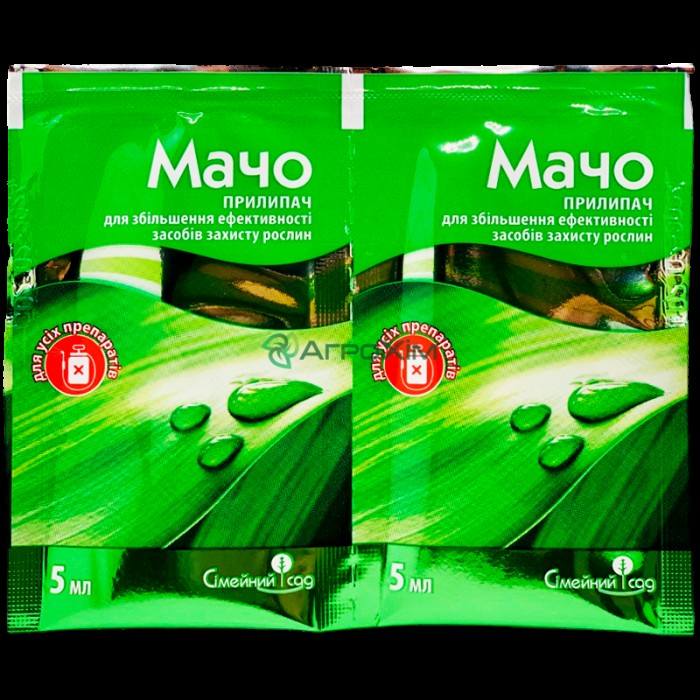 Мачо
ПРИЛИПАЧ
для збільшення ефективності
засобів захисту рослин
для усіх препаратів
5 мл
Сімейний сад
Мачо
ПРИЛИПАЧ
для збільшення ефективності
засобів захисту рослин
для усіх препаратів
5 мл
Сімейний сад
АГРОХІМ